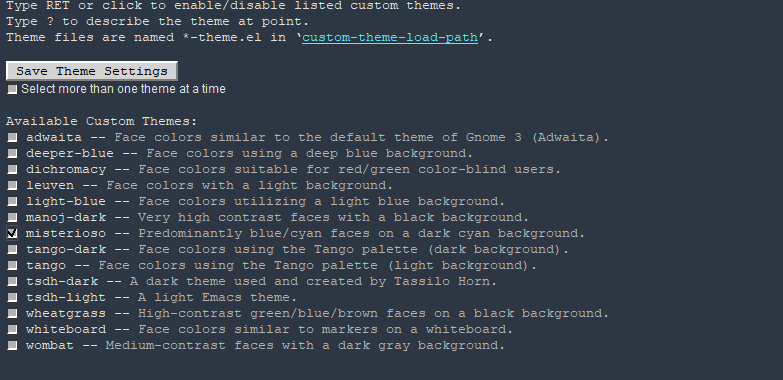 Type RET or click to enable/disable listed custom themes.
Type ? to describe the theme at point.
Theme files are named *-theme.el in ‘custom-theme-load-path’.
Save Theme Settings
Select more than one theme at a time
Available Custom Themes:
adwaita -- Face colors similar to the default theme of Gnome 3 (Adwaita).
deeper-blue -- Face colors using a deep blue background.
dichromacy -- Face colors suitable for red/green color-blind users.
leuven -- Face colors with a light background.
light-blue -- Face colors utilizing a light blue background.
manoj-dark -- Very high contrast faces with a black background.
misterioso -- Predominantly blue/cyan faces on a dark cyan background.
tango-dark -- Face colors using the Tango palette (dark background).
tango -- Face colors using the Tango palette (light background).
tsdh-dark -- A dark theme used and created by Tassilo Horn.
tsdh-light -- A light Emacs theme.
wheatgrass -- High-contrast green/blue/brown faces on a black background.
whiteboard -- Face colors similar to markers on a whiteboard.
wombat -- Medium-contrast faces with a dark gray background.